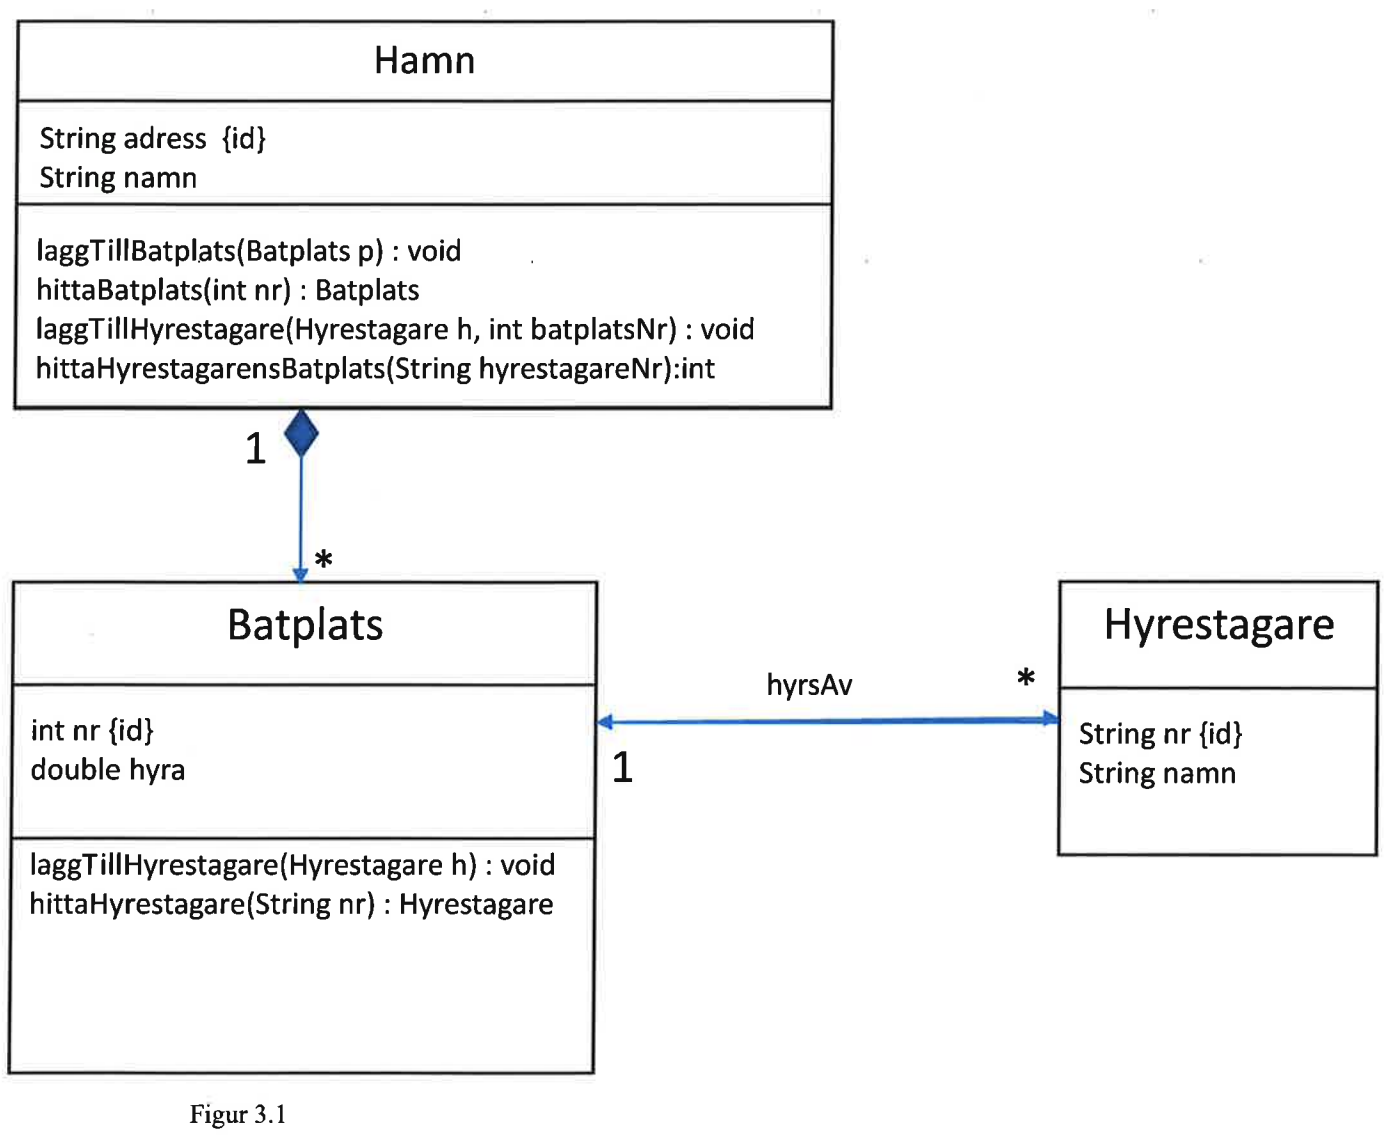 Hamn
String adress {id}
String namn
laggTillBatplats(Batplats p) : void
hittaBatplats(int nr) : Batplats
laggTillHyrestagare(Hyrestagare h, int batplatsNr) : void
hittaHyrestagarensBatplats(String hyrestagareNr):int
1
*
Batplats
int nr {id}
double hyra
laggTillHyrestagare(Hyrestagare h) : void
hittaHyrestagare(String nr) : Hyrestagare
hyrsAv
*
1
Hyrestagare
String nr {id}
String namn
Figur 3.1